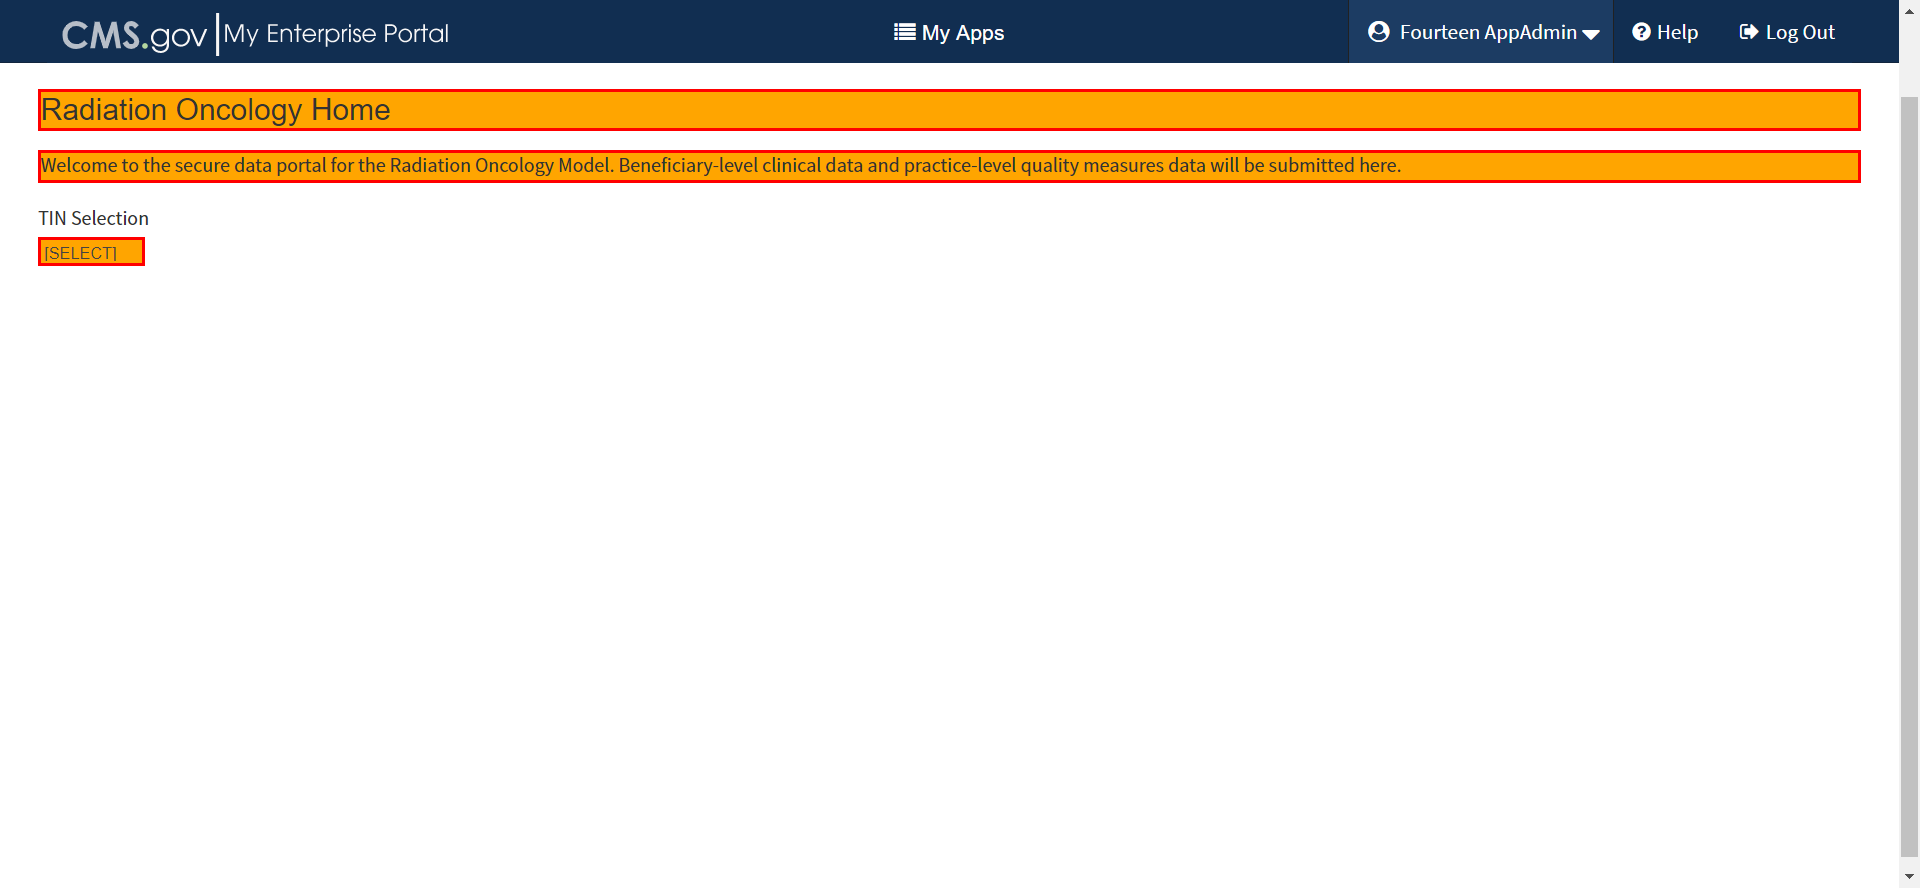 CMS.gov My Enterprise Portal
My Apps
Fourteen AppAdmin
Help
Log Out
Radiation Oncology Home
Welcome to the secure data portal for the Radiation Oncology Model. Beneficiary-level clinical data and practice-level quality measures data will be submitted here.
TIN Selection
[SELECT]